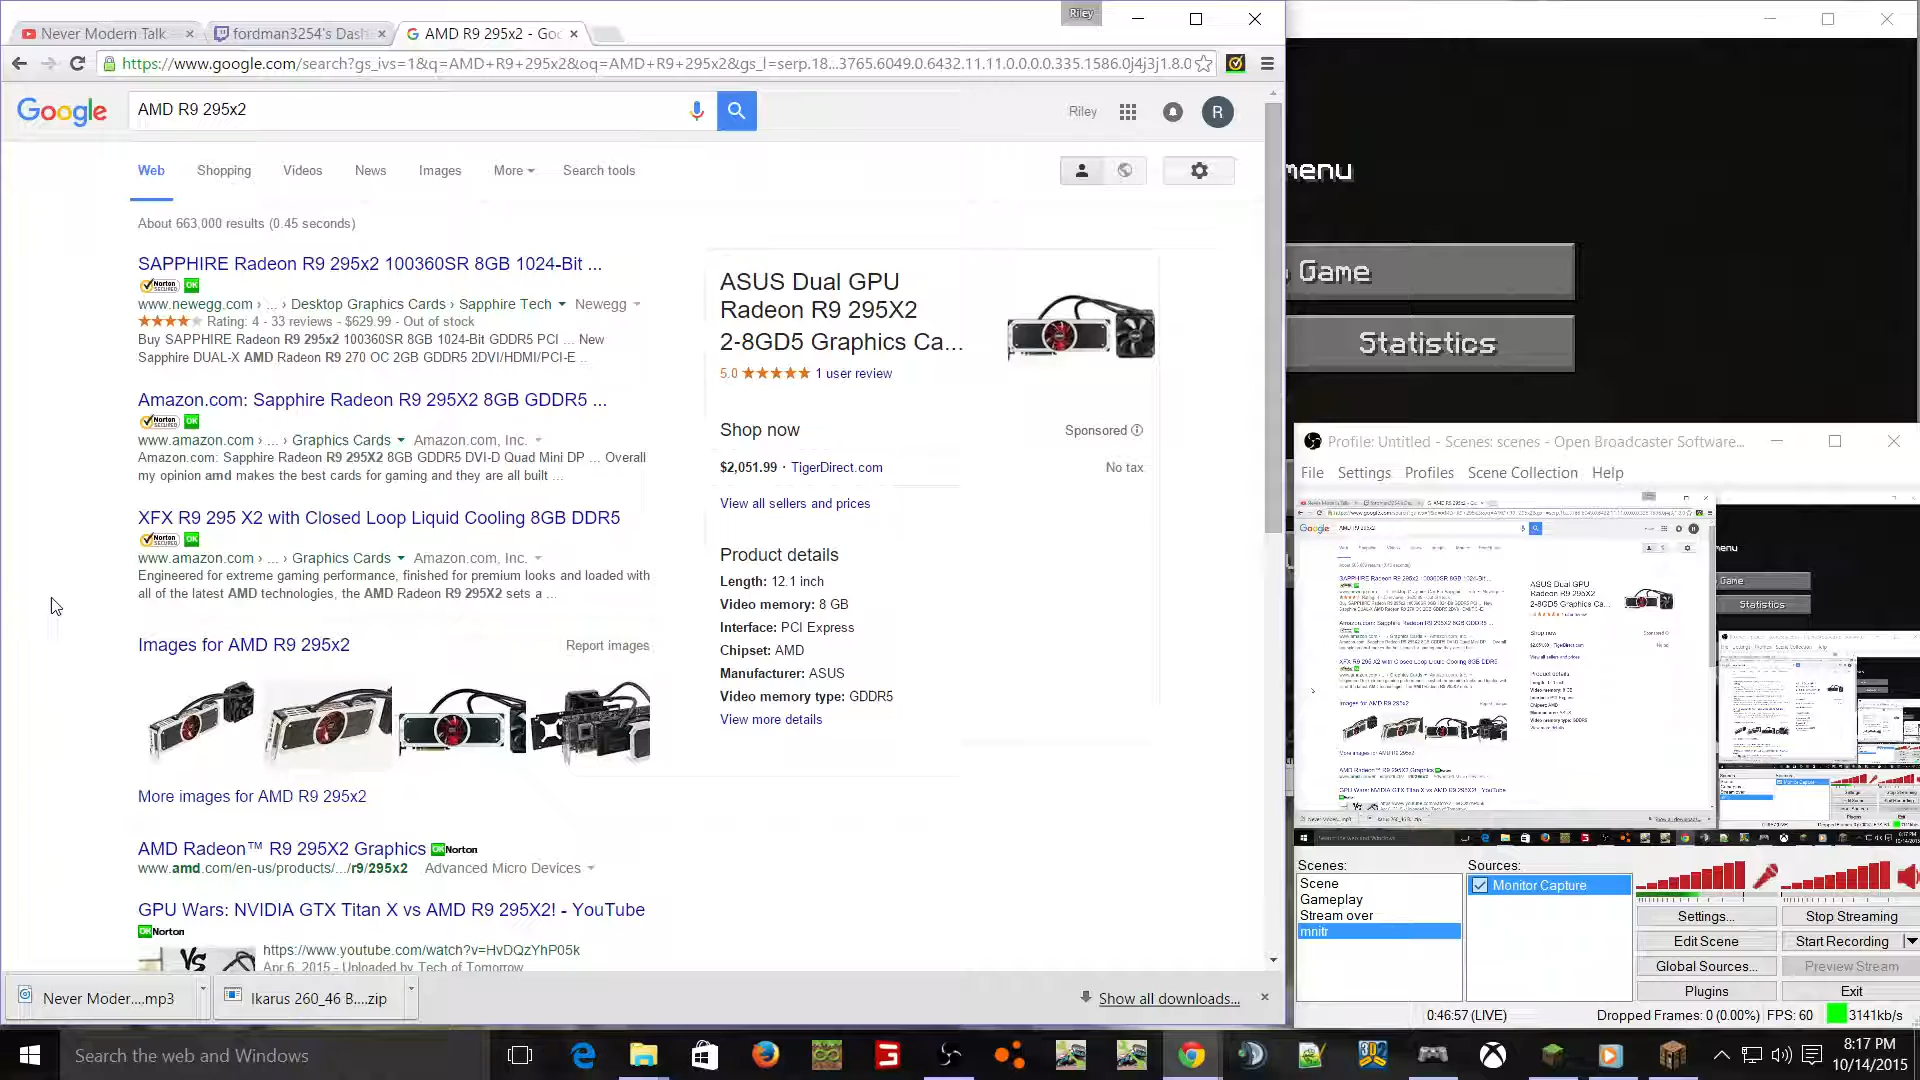 Riley
Never Modern Talk
fordman3254's Dash
AMD R9 295x2 - Goo
https://www.google.com/search?gs_ivs=1&q=AMD+R9+295x2&oq=AMD+R9+295x2&gs_l=serp.18...3765.6049.0.6432.11.11.0.0.0.0.335.1586.0j4j3j1.8.0
Google
AMD R9 295x2
Riley
R
Web
Shopping
Videos
News
Images
More
Search tools
About 663,000 results (0.45 seconds)
SAPPHIRE Radeon R9 295x2 100360SR 8GB 1024-Bit ...
Norton SECURED OK
www.newegg.com › ... › Desktop Graphics Cards › Sapphire Tech Newegg
Rating: 4 - 33 reviews - $629.99 - Out of stock
Buy SAPPHIRE Radeon R9 295x2 100360SR 8GB 1024-Bit GDDR5 PCI ... New
Sapphire DUAL-X AMD Radeon R9 270 OC 2GB GDDR5 2DVI/HDMI/PCI-E ..
Amazon.com: Sapphire Radeon R9 295X2 8GB GDDR5 ...
Norton SECURED OK
www.amazon.com › ... › Graphics Cards Amazon.com, Inc.
Amazon.com: Sapphire Radeon R9 295X2 8GB GDDR5 DVI-D Quad Mini DP ... Overall
my opinion amd makes the best cards for gaming and they are all built ...
XFX R9 295 X2 with Closed Loop Liquid Cooling 8GB DDR5
Norton SECURED OK
www.amazon.com › ... › Graphics Cards Amazon.com, Inc.
Engineered for extreme gaming performance, finished for premium looks and loaded with
all of the latest AMD technologies, the AMD Radeon R9 295X2 sets a ...
Images for AMD R9 295x2
Report images
More images for AMD R9 295x2
AMD Radeon™ R9 295X2 Graphics OK Norton
www.amd.com/en-us/products/.../r9/295x2 Advanced Micro Devices
GPU Wars: NVIDIA GTX Titan X vs AMD R9 295X2! - YouTube
OK Norton
VS
https://www.youtube.com/watch?v=HvDQzYhP05k
Apr 6, 2015 - Uploaded by Tech of Tomorrow
ASUS Dual GPU
Radeon R9 295X2
2-8GD5 Graphics Ca...
5.0 1 user review
Shop now
Sponsored
$2,051.99 · TigerDirect.com
No tax
View all sellers and prices
Product details
Length: 12.1 inch
Video memory: 8 GB
Interface: PCI Express
Chipset: AMD
Manufacturer: ASUS
Video memory type: GDDR5
View more details
Never Moder....mp3
Ikarus 260_46 B....zip
Show all downloads...
menu
Game
Statistics
Profile: Untitled - Scenes: scenes - Open Broadcaster Software...
File Settings Profiles Scene Collection Help
Scenes:
Scene
Gameplay
Stream over
mnitr
Sources:
Monitor Capture
Settings...
Stop Streaming
Edit Scene
Start Recording
Global Sources...
Preview Stream
Plugins
Exit
0:46:57 (LIVE)
Dropped Frames: 0 (0.00%)
FPS: 60
3141kb/s
Search the web and Windows
8:17 PM
10/14/2015